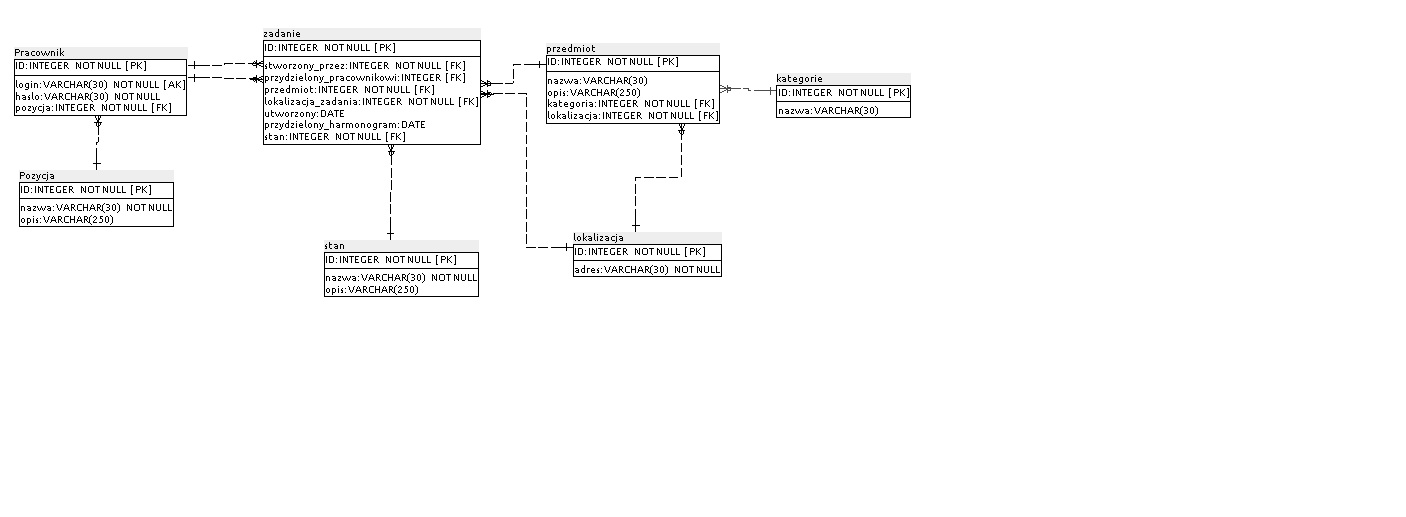 Pracownik
ID:INTEGER NOT NULL [PK]
login:VARCHAR(30) NOT NULL [AK]
haslo:VARCHAR(30) NOT NULL
pozycja:INTEGER NOT NULL [FK]
Pozycja
ID:INTEGER NOT NULL [PK]
nazwa:VARCHAR(30) NOT NULL
opis:VARCHAR(250)
zadanie
ID:INTEGER NOT NULL [PK]
stworzony_przez:INTEGER NOT NULL [FK]
przydzielony_pracownikowi:INTEGER [FK]
przedmiot:INTEGER NOT NULL [FK]
lokalizacja_zadania:INTEGER NOT NULL [FK]
utworzony:DATE
przydzielony_harmonogram:DATE
stan:INTEGER NOT NULL [FK]
stan
ID:INTEGER NOT NULL [PK]
nazwa:VARCHAR(30) NOT NULL
opis:VARCHAR(250)
przedmiot
ID:INTEGER NOT NULL [PK]
nazwa:VARCHAR(30)
opis:VARCHAR(250)
kategoria:INTEGER NOT NULL [FK]
lokalizacja:INTEGER NOT NULL [FK]
lokalizacja
ID:INTEGER NOT NULL [PK]
adres:VARCHAR(30) NOT NULL
kategorie
ID:INTEGER NOT NULL [PK]
nazwa:VARCHAR(30)